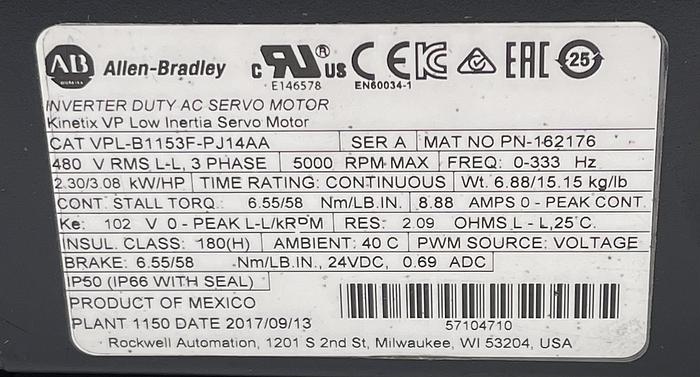 AB Allen-Bradley c RU ® US CE KC EAC 25
E146578 EN60034-1
INVERTER DUTY AC SERVO MOTOR
Kinetix VP Low Inertia Servo Motor
CAT VPL-B1153F-PJ14AA SER A MAT NO PN-162176
480 V RMS L-L, 3 PHASE 5000 RPM MAX FREQ: 0-333 Hz
2.30/3.08 kW/HP TIME RATING: CONTINUOUS Wt. 6.88/15.15 kg/lb
CONT. STALL TORQ.: 6.55/58 Nm/LB.IN. 8.88 AMPS 0 - PEAK CONT.
Ke: 102 V 0 - PEAK L-L/kRPM RES: 2.09 OHMS L - L,25°C.
INSUL. CLASS: 180(H) AMBIENT: 40 C PWM SOURCE: VOLTAGE
BRAKE: 6.55/58 Nm/LB.IN., 24VDC, 0.69 ADC
IP50 (IP66 WITH SEAL)
PRODUCT OF MEXICO
PLANT 1150 DATE 2017/09/13 57104710
Rockwell Automation, 1201 S 2nd St, Milwaukee, WI 53204, USA